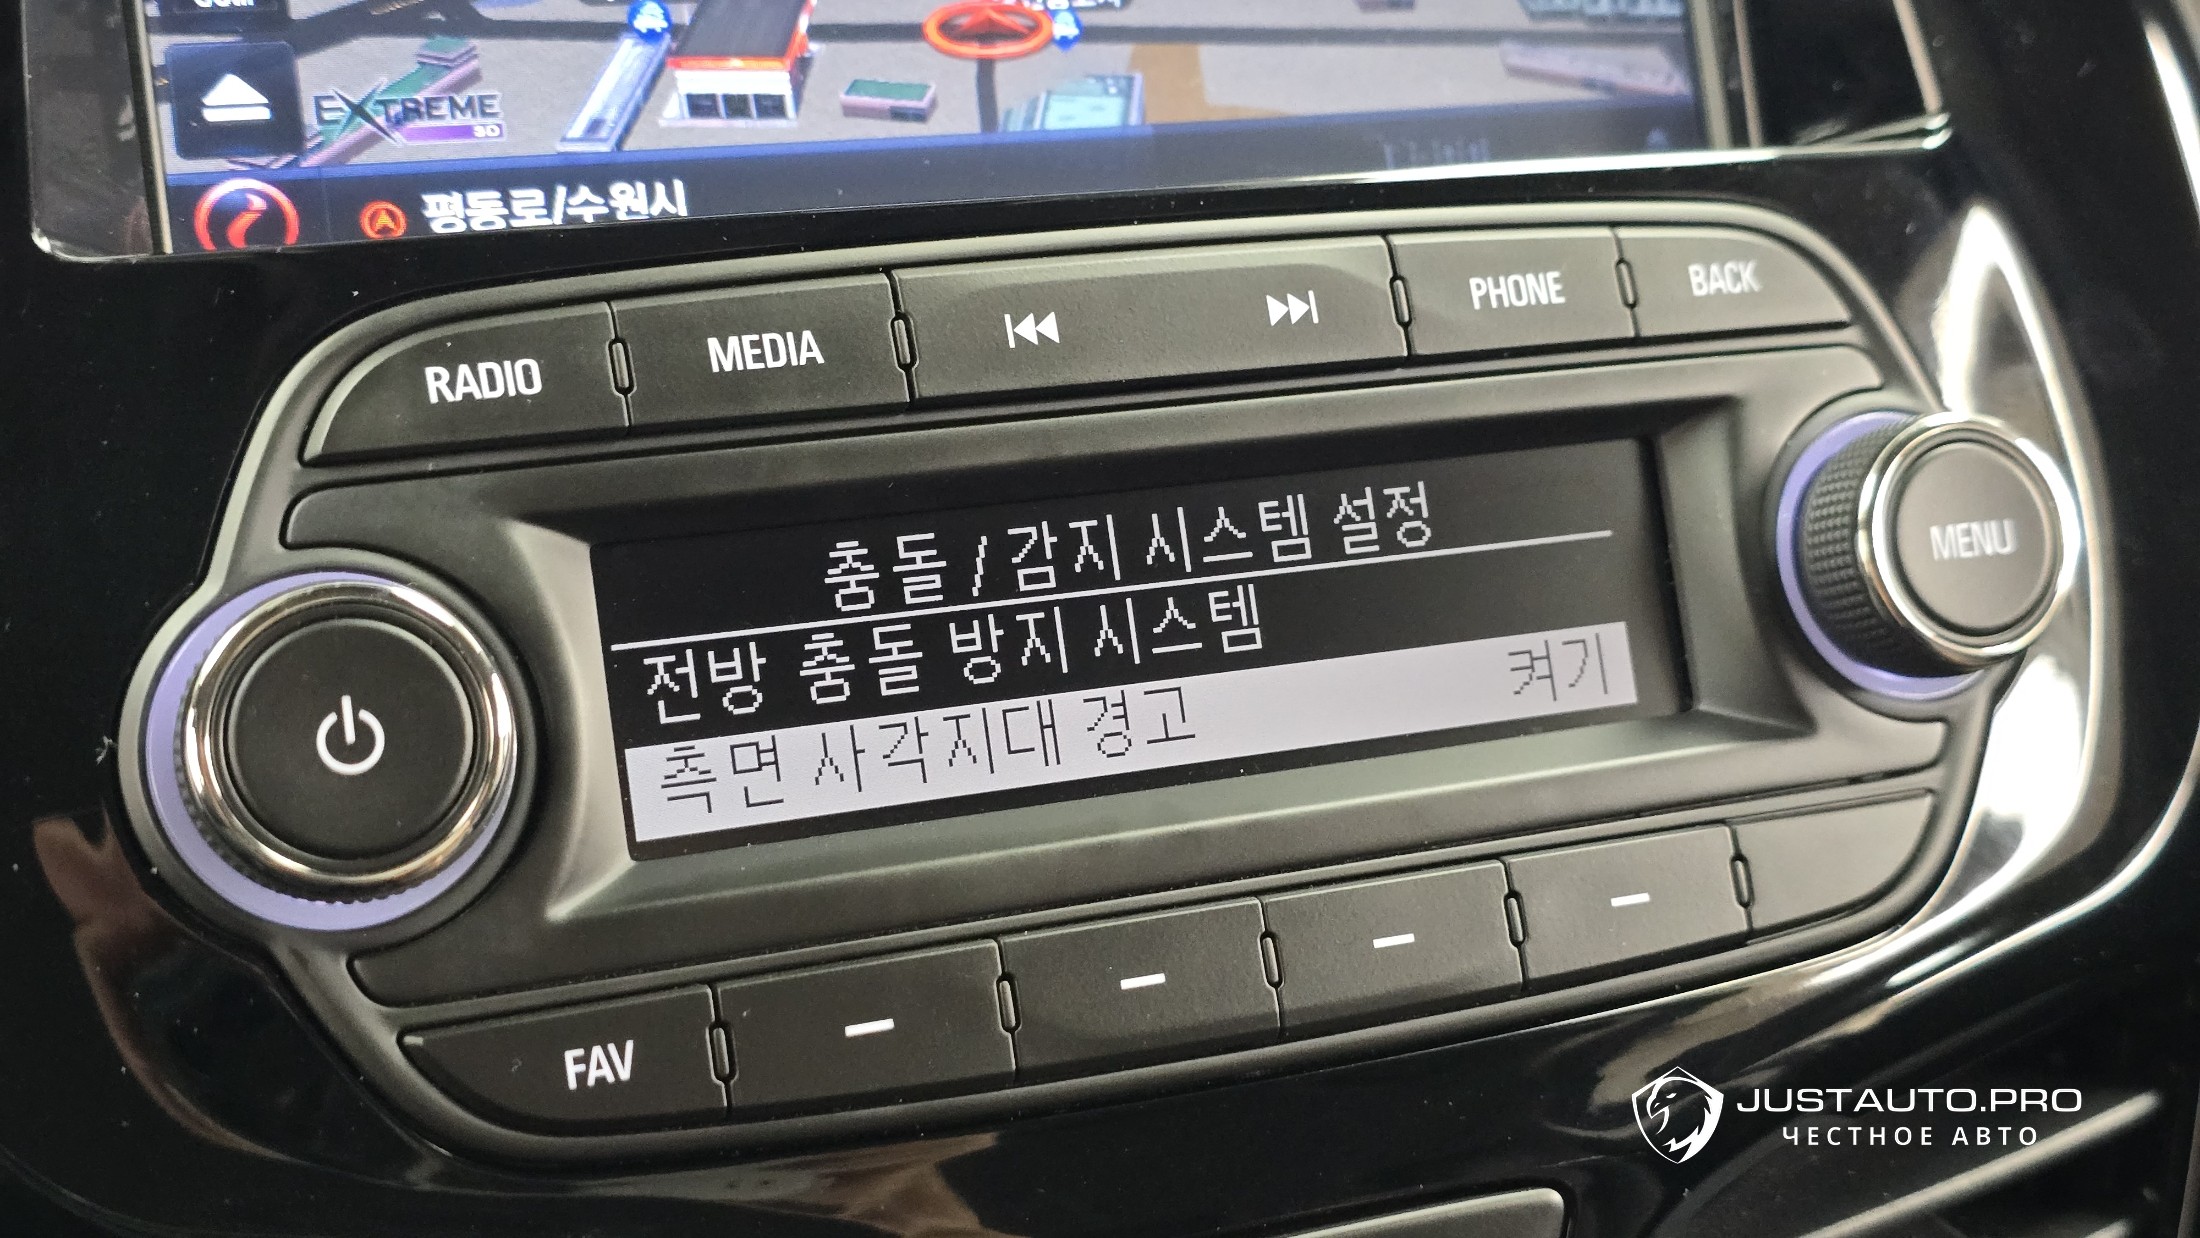 EXTREME
3D
평동로/수원시
RADIO
MEDIA
PHONE
BACK
MENU
충돌/감지 시스템 설정
전방 충돌 방지 시스템
측면 사각지대 경고 켜기
FAV
JUSTAUTO.PRO
ЧЕСТНОЕ АВТО